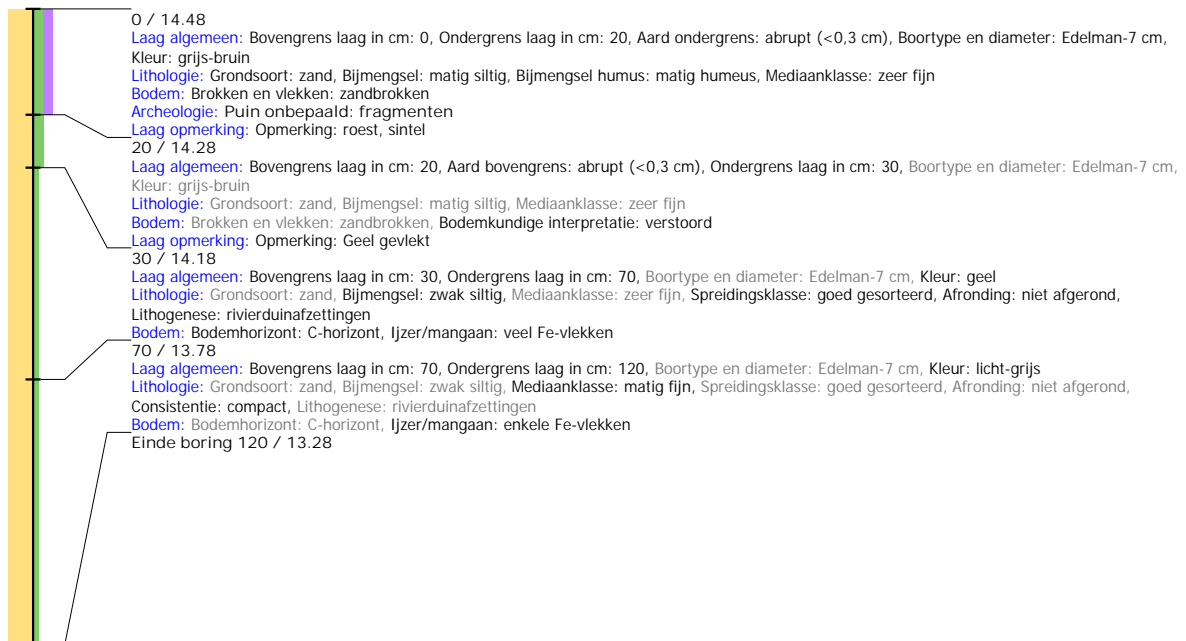 0 / 14.48
Laag algemeen: Bovengrens laag in cm: 0, Ondergrens laag in cm: 20, Aard ondergrens: abrupt (<0,3 cm), Boortype en diameter: Edelman-7 cm,
Kleur: grijs-bruin
Lithologie: Grondsoort: zand, Bijmengsel: matig siltig, Bijmengsel humus: matig humeus, Mediaanklasse: zeer fijn
Bodem: Brokken en vlekken: zandbrokken
Archeologie: Puin onbepaald: fragmenten
Laag opmerking: Opmerking: roest, sintel
20 / 14.28
Laag algemeen: Bovengrens laag in cm: 20, Aard bovengrens: abrupt (<0,3 cm), Ondergrens laag in cm: 30, Boortype en diameter: Edelman-7 cm,
Kleur: grijs-bruin
Lithologie: Grondsoort: zand, Bijmengsel: matig siltig, Mediaanklasse: zeer fijn
Bodem: Brokken en vlekken: zandbrokken, Bodemkundige interpretatie: verstoord
Laag opmerking: Opmerking: Geel gevlekt
30 / 14.18
Laag algemeen: Bovengrens laag in cm: 30, Ondergrens laag in cm: 70, Boortype en diameter: Edelman-7 cm, Kleur: geel
Lithologie: Grondsoort: zand, Bijmengsel: zwak siltig, Mediaanklasse: zeer fijn, Spreidingsklasse: goed gesorteerd, Afronding: niet afgerond,
Lithogenese: rivierduinafzettingen
Bodem: Bodemhorizont: C-horizont, Ijzer/mangaan: veel Fe-vlekken
70 / 13.78
Laag algemeen: Bovengrens laag in cm: 70, Ondergrens laag in cm: 120, Boortype en diameter: Edelman-7 cm, Kleur: licht-grijs
Lithologie: Grondsoort: zand, Bijmengsel: zwak siltig, Mediaanklasse: matig fijn, Spreidingsklasse: goed gesorteerd, Afronding: niet afgerond,
Consistentie: compact, Lithogenese: rivierduinafzettingen
Bodem: Bodemhorizont: C-horizont, Ijzer/mangaan: enkele Fe-vlekken
Einde boring 120 / 13.28